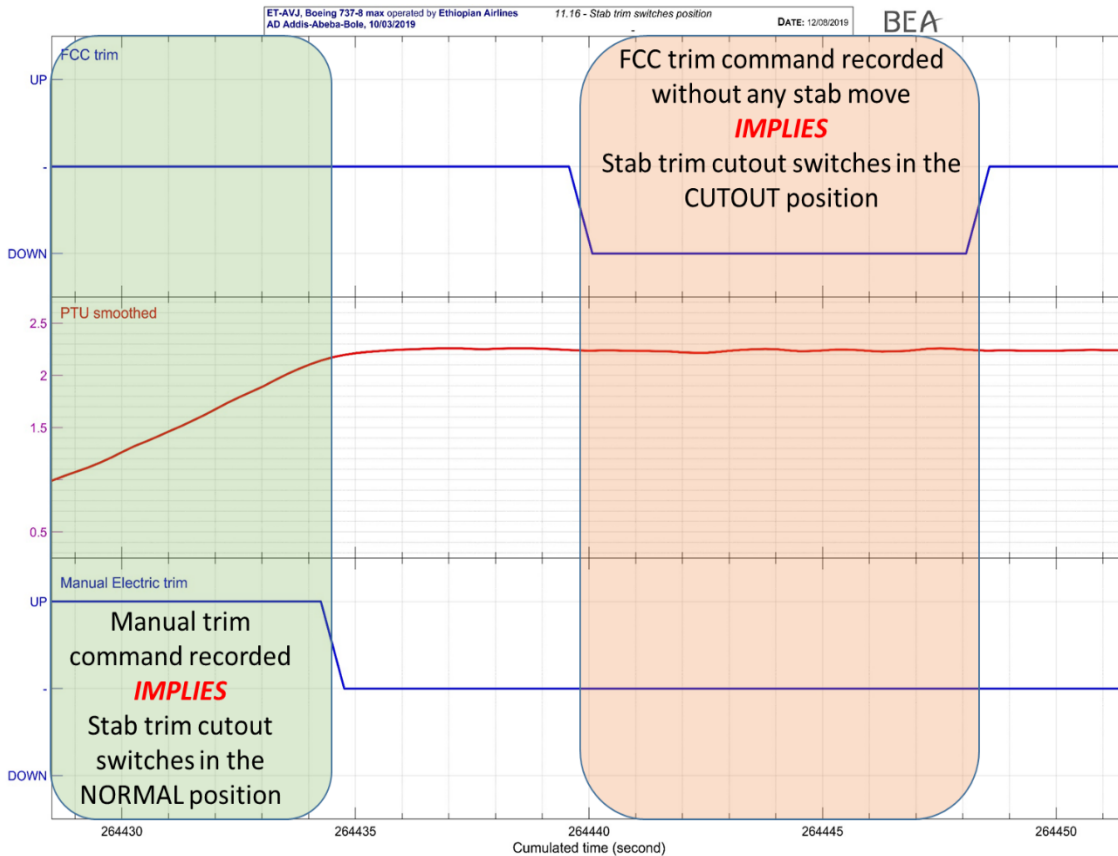 ET-AVJ, Boeing 737-8 max operated by Ethiopian Airlines
AD Addis-Abeba-Bole, 10/03/2019
11.16 - Stab trim switches position
-
DATE: 12/08/2019
BEA
FCC trim
UP
-
DOWN
FCC trim command recorded
without any stab move
IMPLIES
Stab trim cutout switches in the
CUTOUT position
PTU smoothed
2.5
2
1.5
0.5
Manual Electric trim
UP
-
DOWN
Manual trim
command recorded
IMPLIES
Stab trim cutout
switches in the
NORMAL position
264430
264435
264440
264445
264450
Cumulated time (second)